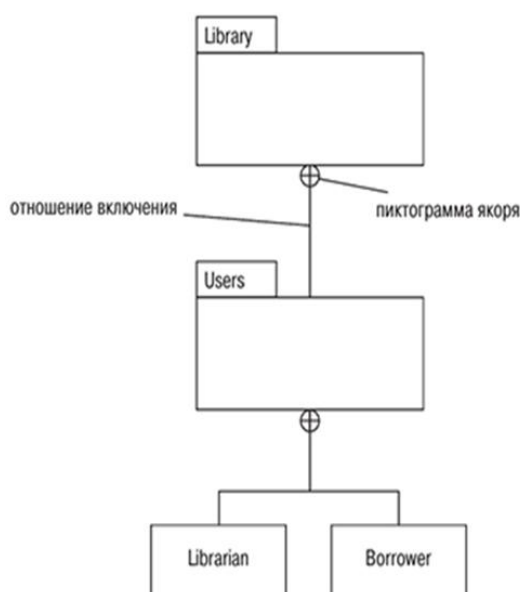 Library
отношение включения
пиктограмма якоря
Users
Librarian
Borrower